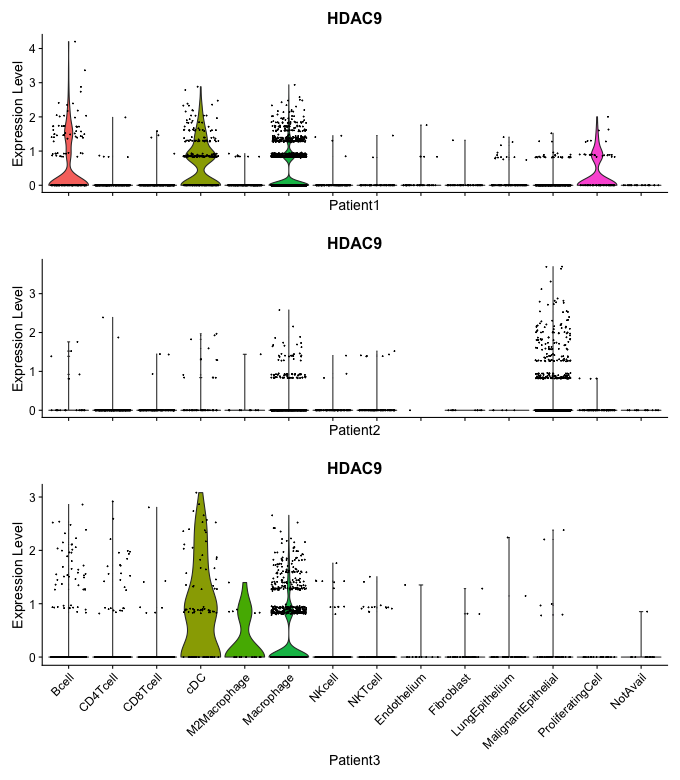 HDAC9
Expression Level
4
3
2
1
0
Patient1
HDAC9
Expression Level
3
2
1
0
Patient2
HDAC9
Expression Level
3
2
1
0
Bcell
CD4Tcell
CD8Tcell
cDC
M2Macrophage
Macrophage
NKcell
NKTcell
Endothelium
Fibroblast
LungEpithelium
MalignantEpithelial
ProliferatingCell
NotAvail
Patient3